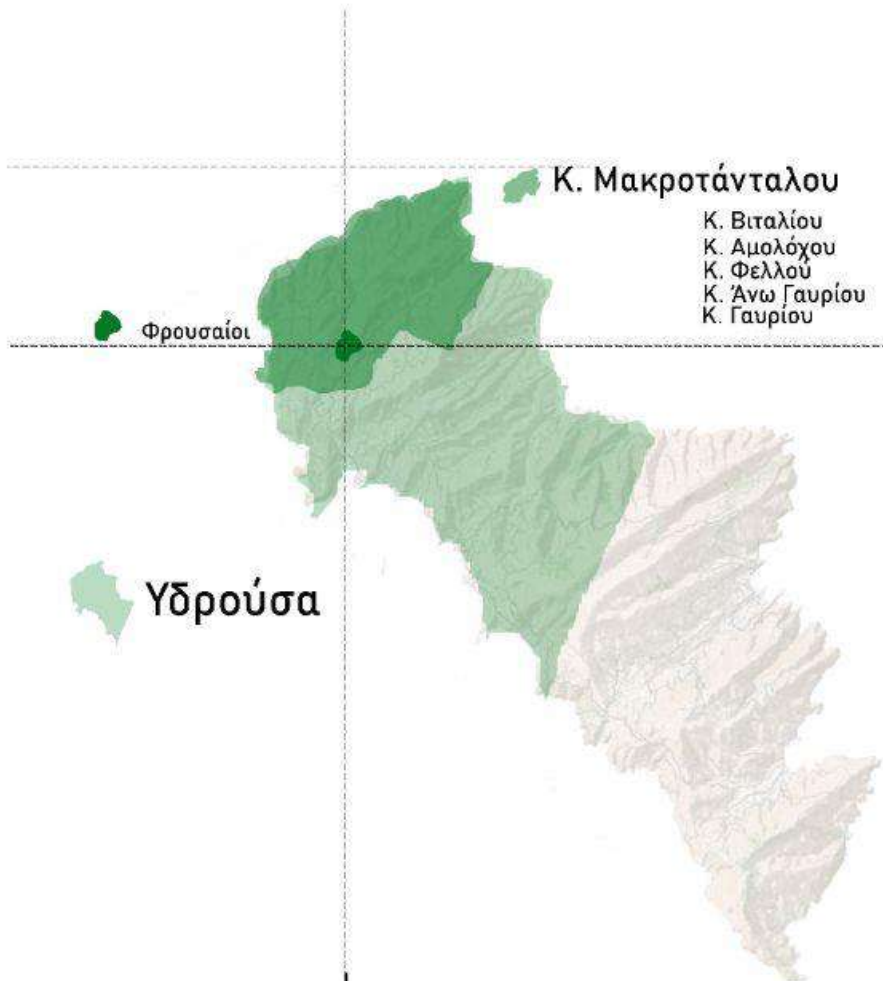 Κ. Μακροτάνταλου
Κ. Βιταλίου
Κ. Αμολόχου
Κ. Φελλού
Κ. Άνω Γαυρίου
Κ. Γαυρίου
Φρουσαίοι
Υδρούσα